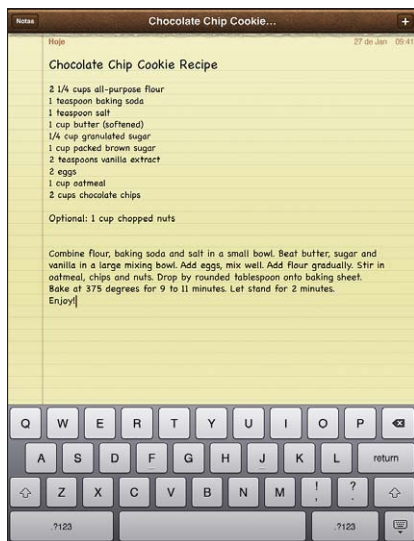 Notas
Chocolate Chip Cookie...
+
Hoje
27 de Jan 09:41
Chocolate Chip Cookie Recipe
2 1/4 cups all-purpose flour
1 teaspoon baking soda
1 teaspoon salt
1 cup butter (softened)
1/4 cup granulated sugar
1 cup packed brown sugar
2 teaspoons vanilla extract
2 eggs
1 cup oatmeal
2 cups chocolate chips
Optional: 1 cup chopped nuts
Combine flour, baking soda and salt in a small bowl. Beat butter, sugar and
vanilla in a large mixing bowl. Add eggs, mix well. Add flour gradually. Stir in
oatmeal, chips and nuts. Drop by rounded tablespoon onto baking sheet.
Bake at 375 degrees for 9 to 11 minutes. Let stand for 2 minutes.
Enjoy!
Q W E R T Y U I O P
A S D F G H J K L return
Z X C V B N M ! , ? .
.?123 .?123